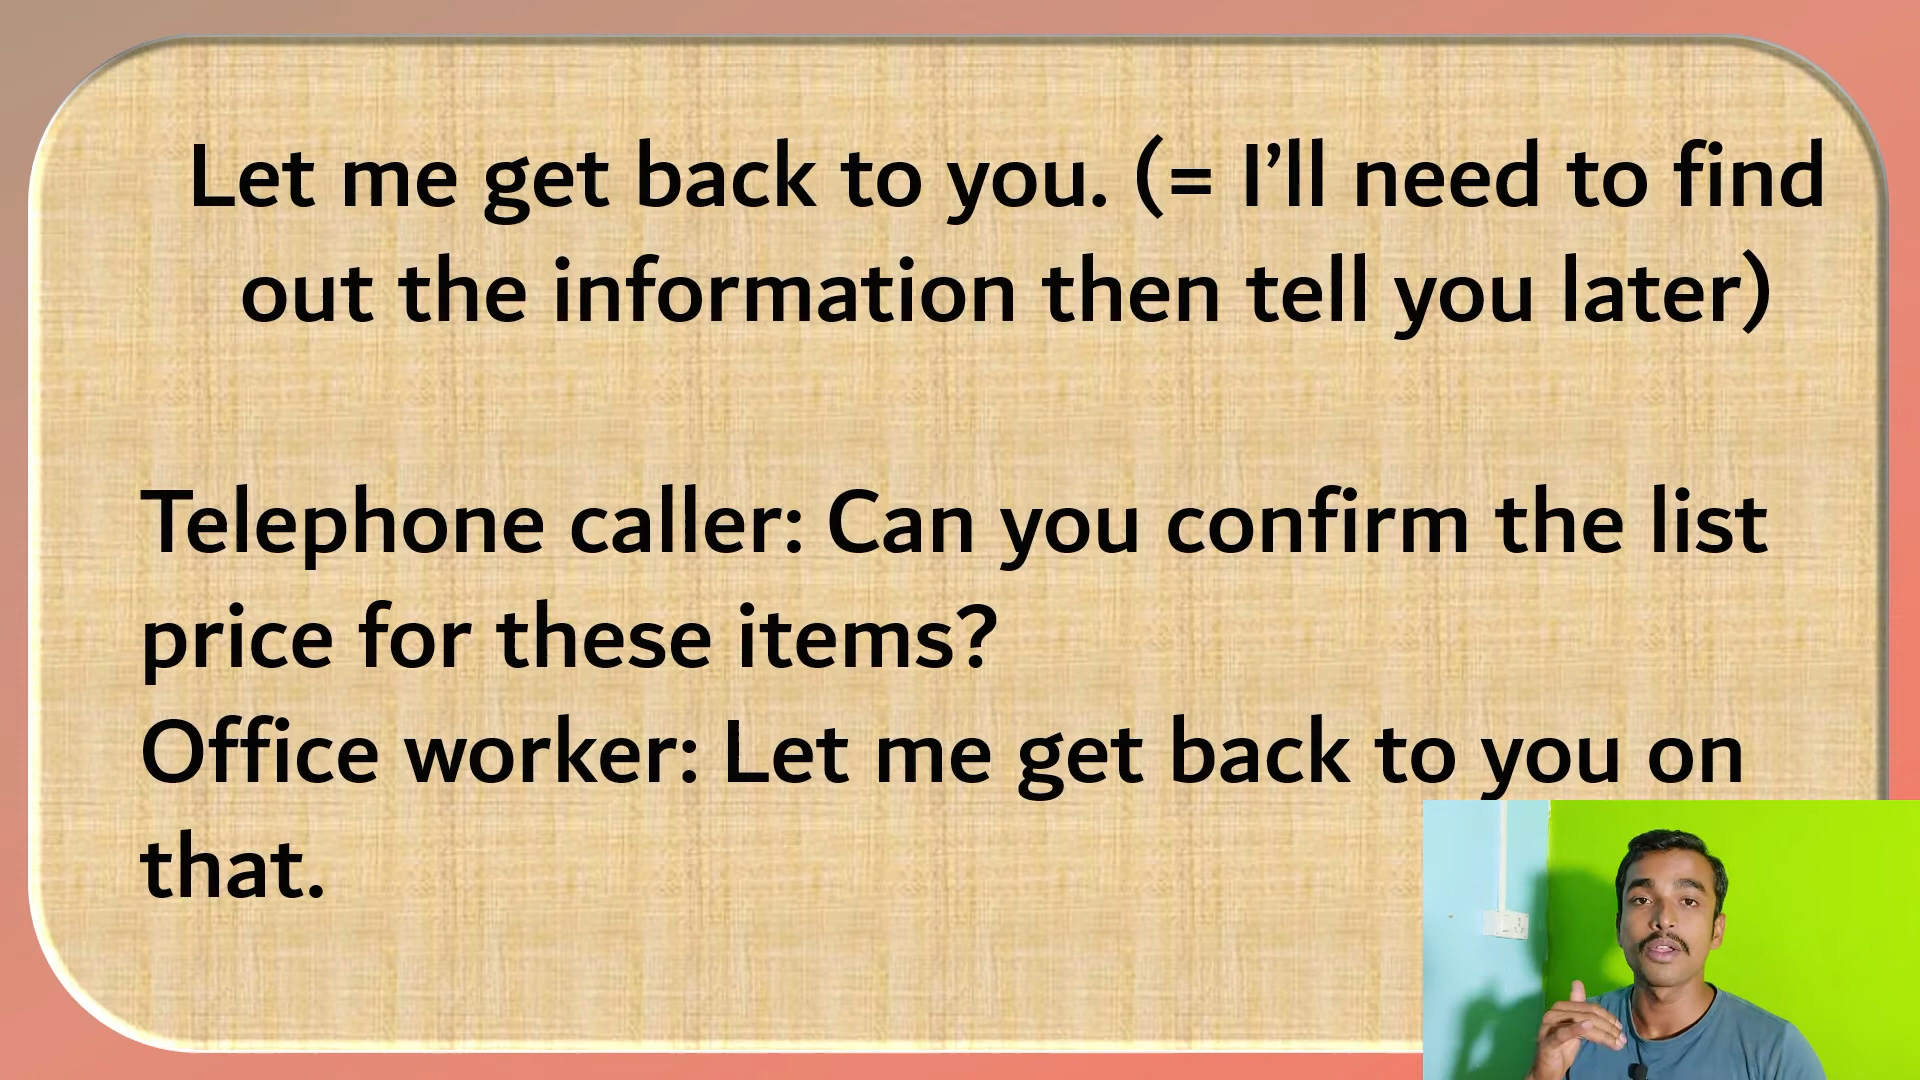 Let me get back to you. (= I’ll need to find
out the information then tell you later)
Telephone caller: Can you confirm the list
price for these items?
Office worker: Let me get back to you on
that.